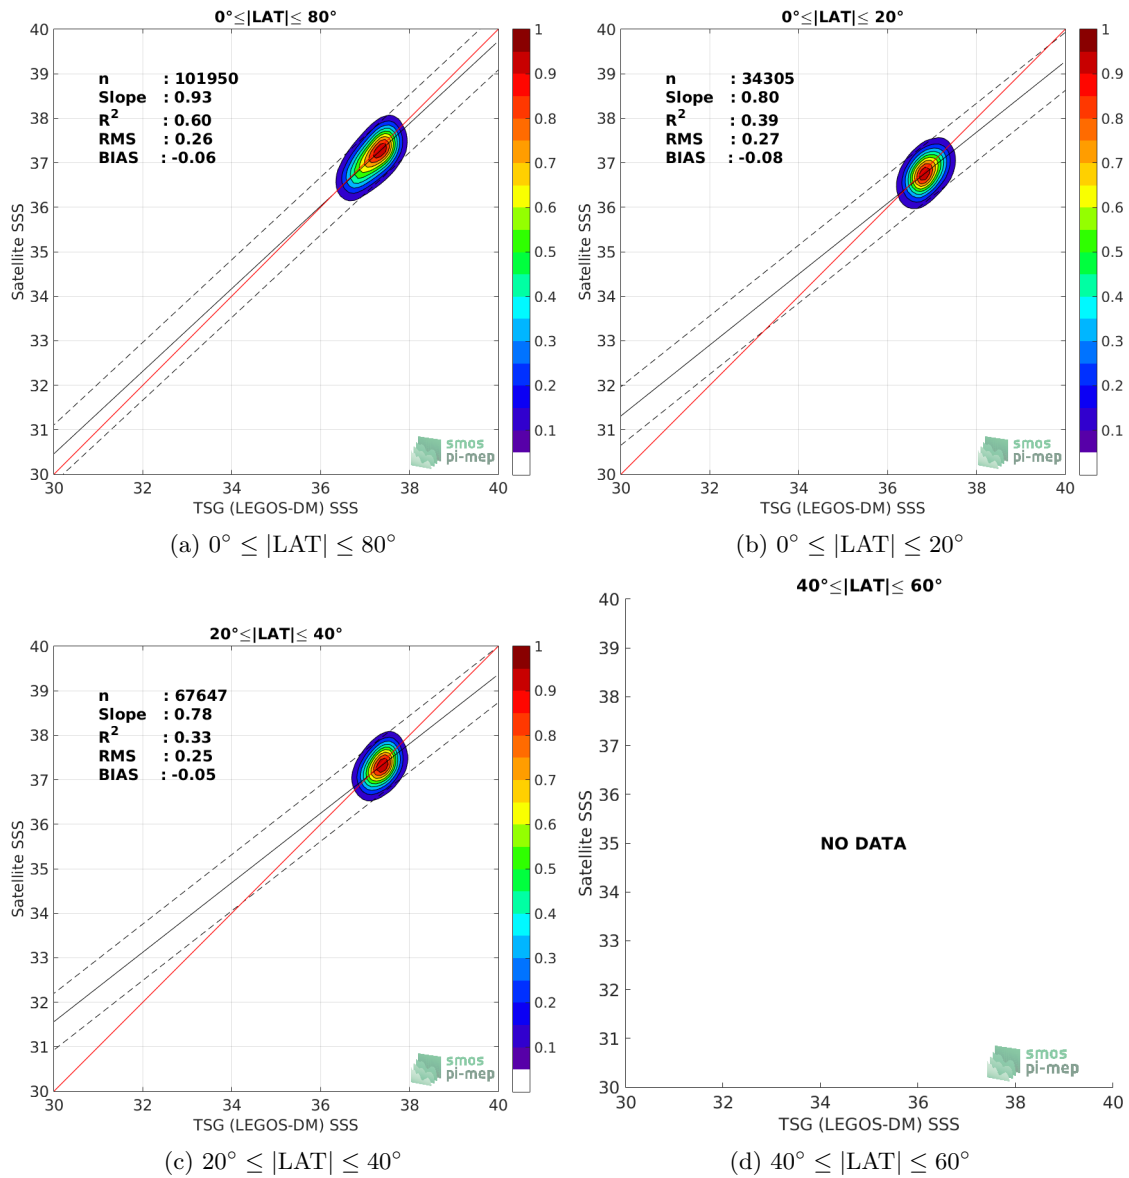 0°≤|LAT|≤ 80°
40
39
38
37
36
35
34
33
32
31
30
Satellite SSS
n : 101950
Slope : 0.93
R² : 0.60
RMS : 0.26
BIAS : -0.06
smos
pi-mep
30 32 34 36 38 40
TSG (LEGOS-DM) SSS
1
0.9
0.8
0.7
0.6
0.5
0.4
0.3
0.2
0.1
(a) 0° ≤ |LAT| ≤ 80°
0°≤|LAT|≤ 20°
40
39
38
37
36
35
34
33
32
31
30
Satellite SSS
n : 34305
Slope : 0.80
R² : 0.39
RMS : 0.27
BIAS : -0.08
smos
pi-mep
30 32 34 36 38 40
TSG (LEGOS-DM) SSS
1
0.9
0.8
0.7
0.6
0.5
0.4
0.3
0.2
0.1
(b) 0° ≤ |LAT| ≤ 20°
20°≤|LAT|≤ 40°
40
39
38
37
36
35
34
33
32
31
30
Satellite SSS
n : 67647
Slope : 0.78
R² : 0.33
RMS : 0.25
BIAS : -0.05
smos
pi-mep
30 32 34 36 38 40
TSG (LEGOS-DM) SSS
1
0.9
0.8
0.7
0.6
0.5
0.4
0.3
0.2
0.1
(c) 20° ≤ |LAT| ≤ 40°
40°≤|LAT|≤ 60°
40
39
38
37
36
35
34
33
32
31
30
Satellite SSS
NO DATA
smos
pi-mep
30 32 34 36 38 40
TSG (LEGOS-DM) SSS
(d) 40° ≤ |LAT| ≤ 60°